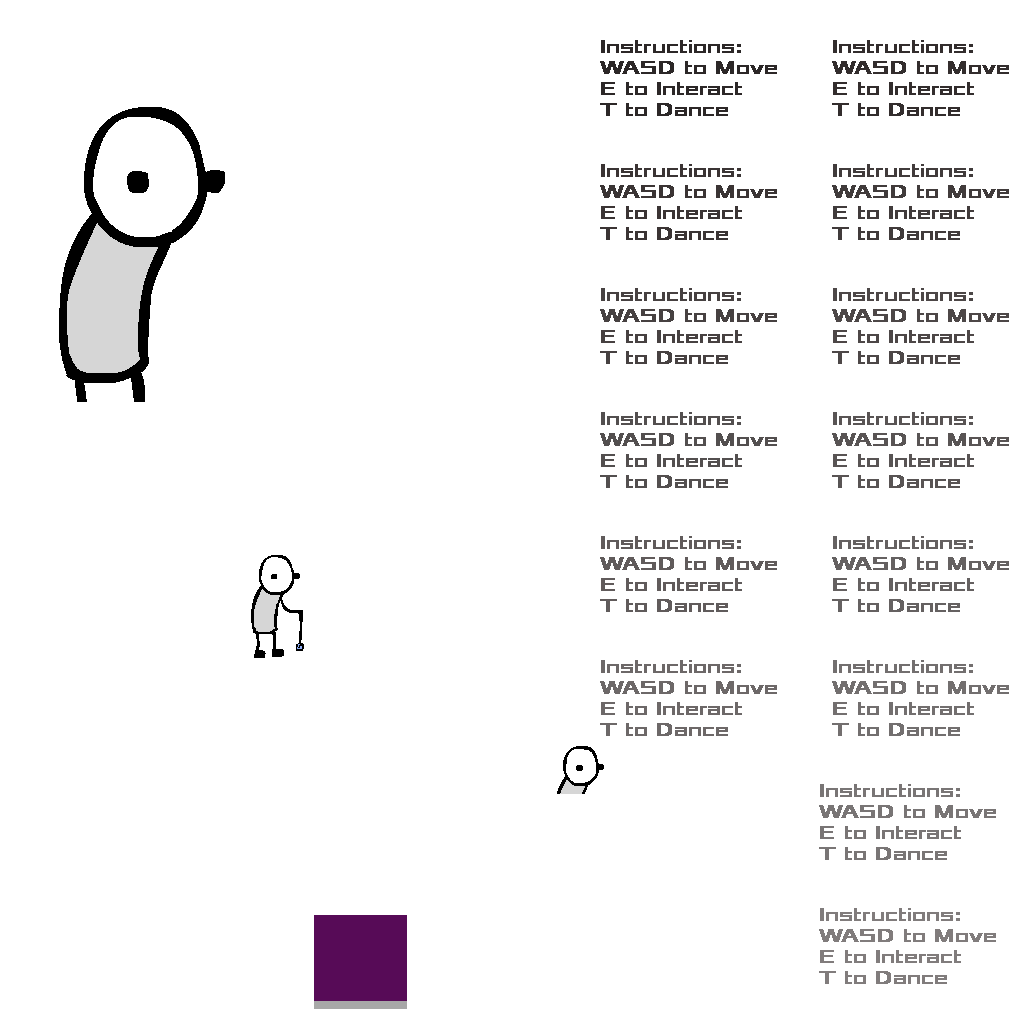 Instructions:
WASD to Move
E to Interact
T to Dance
Instructions:
WASD to Move
E to Interact
T to Dance
Instructions:
WASD to Move
E to Interact
T to Dance
Instructions:
WASD to Move
E to Interact
T to Dance
Instructions:
WASD to Move
E to Interact
T to Dance
Instructions:
WASD to Move
E to Interact
T to Dance
Instructions:
WASD to Move
E to Interact
T to Dance
Instructions:
WASD to Move
E to Interact
T to Dance
Instructions:
WASD to Move
E to Interact
T to Dance
Instructions:
WASD to Move
E to Interact
T to Dance
Instructions:
WASD to Move
E to Interact
T to Dance
Instructions:
WASD to Move
E to Interact
T to Dance
Instructions:
WASD to Move
E to Interact
T to Dance
Instructions:
WASD to Move
E to Interact
T to Dance